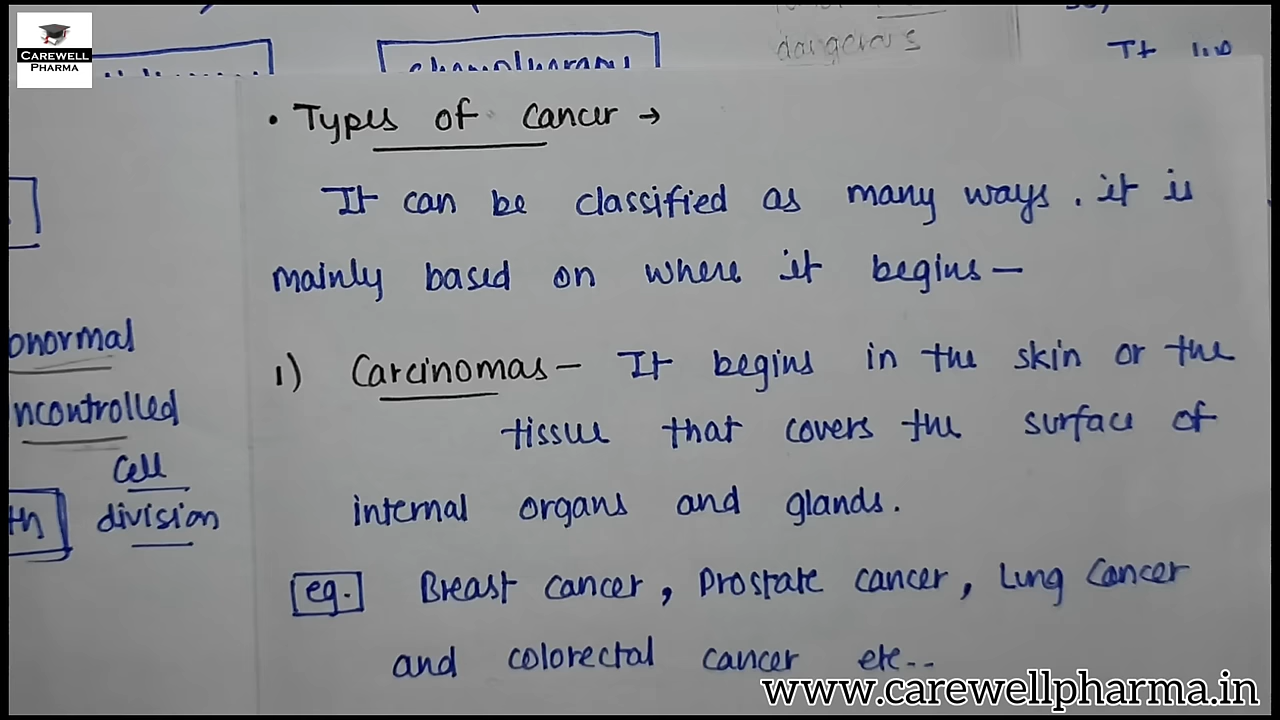 CAREWELL
PHARMA
dangerous
• Types of Cancer →
It can be classified as many ways. it is
mainly based on where it begins —
1) Carcinomas – It begins in the skin or the
tissue that covers the surface of
internal organs and glands.
eg. Breast cancer, Prostate cancer, Lung Cancer
and colorectal cancer etc..
onormal
ncontrolled
Cell
division
th
www.carewellpharma.in